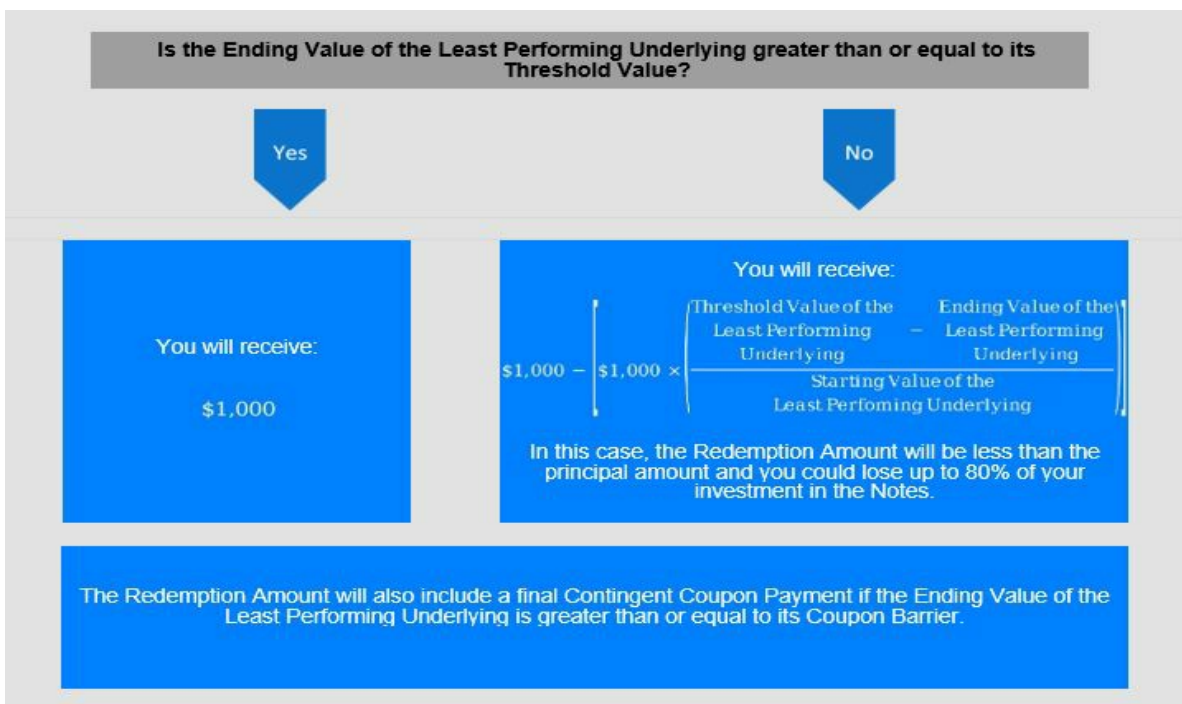 Is the Ending Value of the Least Performing Underlying greater than or equal to its
Threshold Value?
Yes
No
You will receive:
$1,000
You will receive:
$1,000 − [$1,000 × (
Threshold Value of the
Least Performing
Underlying
−
Ending Value of the
Least Performing
Underlying
Starting Value of the
Least Perfoming Underlying
)]
In this case, the Redemption Amount will be less than the
principal amount and you could lose up to 80% of your
investment in the Notes.
The Redemption Amount will also include a final Contingent Coupon Payment if the Ending Value of the
Least Performing Underlying is greater than or equal to its Coupon Barrier.